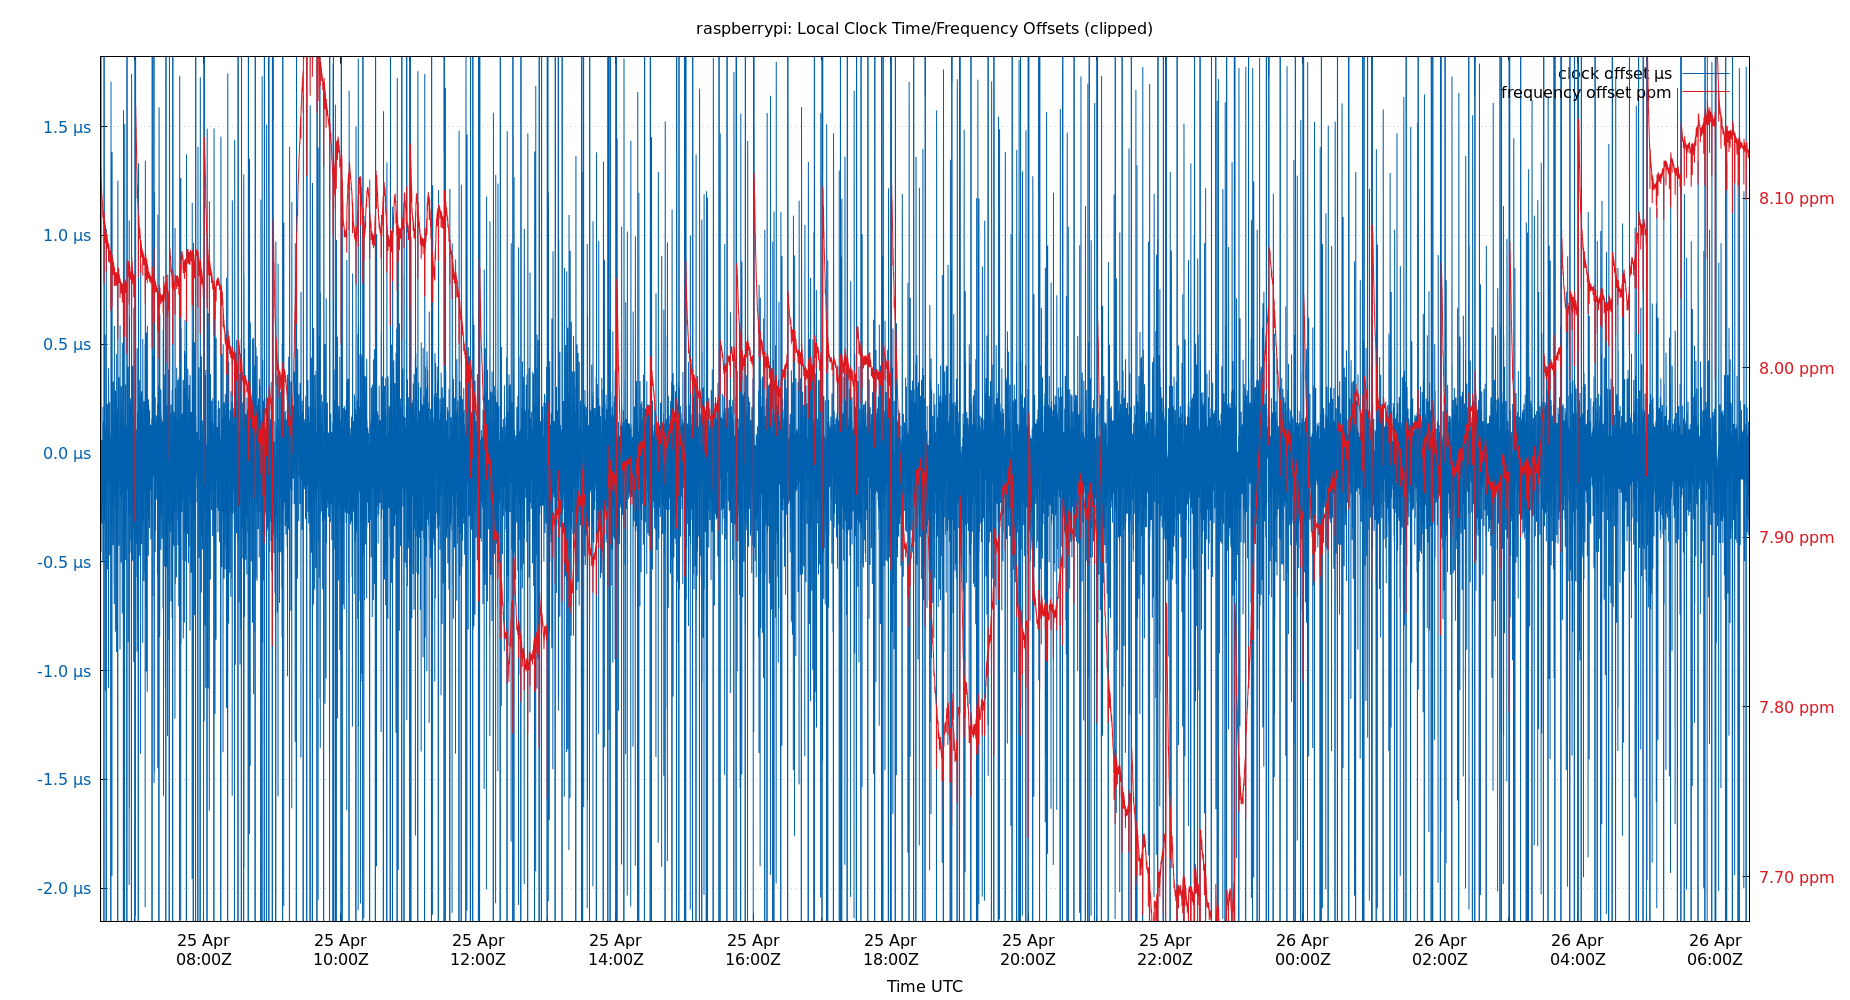 raspberrypi: Local Clock Time/Frequency Offsets (clipped)
clock offset µs
frequency offset ppm
1.5 µs
1.0 µs
0.5 µs
0.0 µs
-0.5 µs
-1.0 µs
-1.5 µs
-2.0 µs
8.10 ppm
8.00 ppm
7.90 ppm
7.80 ppm
7.70 ppm
25 Apr 25 Apr 25 Apr 25 Apr 25 Apr 25 Apr 25 Apr 25 Apr 26 Apr 26 Apr 26 Apr 26 Apr
08:00Z 10:00Z 12:00Z 14:00Z 16:00Z 18:00Z 20:00Z 22:00Z 00:00Z 02:00Z 04:00Z 06:00Z
Time UTC